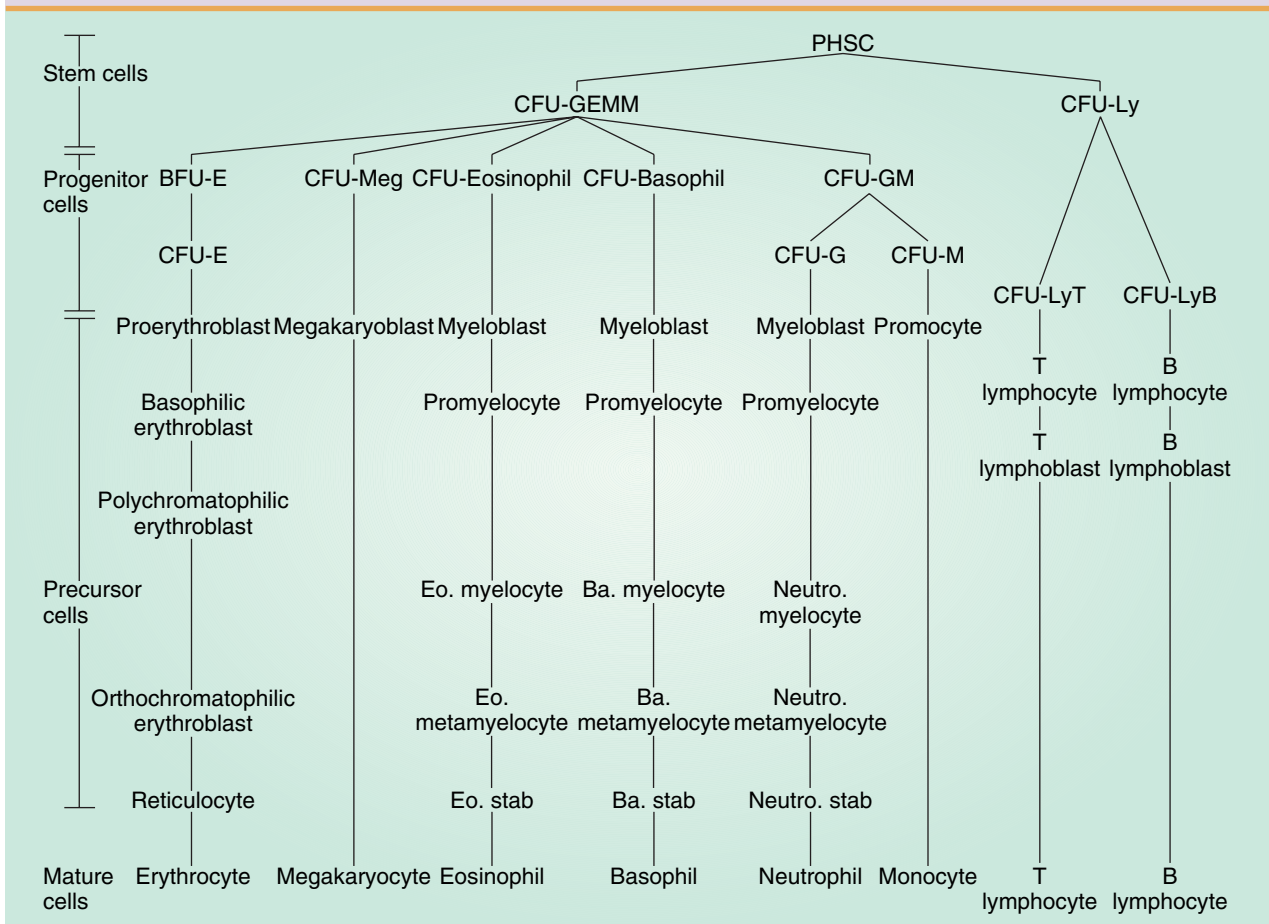 PHSC
Stem cells
CFU-GEMM CFU-Ly
Progenitor BFU-E CFU-Meg CFU-Eosinophil CFU-Basophil CFU-GM
cells
CFU-E CFU-G CFU-M
CFU-LyT CFU-LyB
Proerythroblast Megakaryoblast Myeloblast Myeloblast Myeloblast Promocyte
T B
lymphocyte lymphocyte
Basophilic Promyelocyte Promyelocyte Promyelocyte
erythroblast
T B
lymphoblast lymphoblast
Polychromatophilic
erythroblast
Precursor Eo. myelocyte Ba. myelocyte Neutro.
cells myelocyte
Orthochromatophilic Eo. Ba. Neutro.
erythroblast metamyelocyte metamyelocyte metamyelocyte
Reticulocyte Eo. stab Ba. stab Neutro. stab
Mature Erythrocyte Megakaryocyte Eosinophil Basophil Neutrophil Monocyte T B
cells lymphocyte lymphocyte